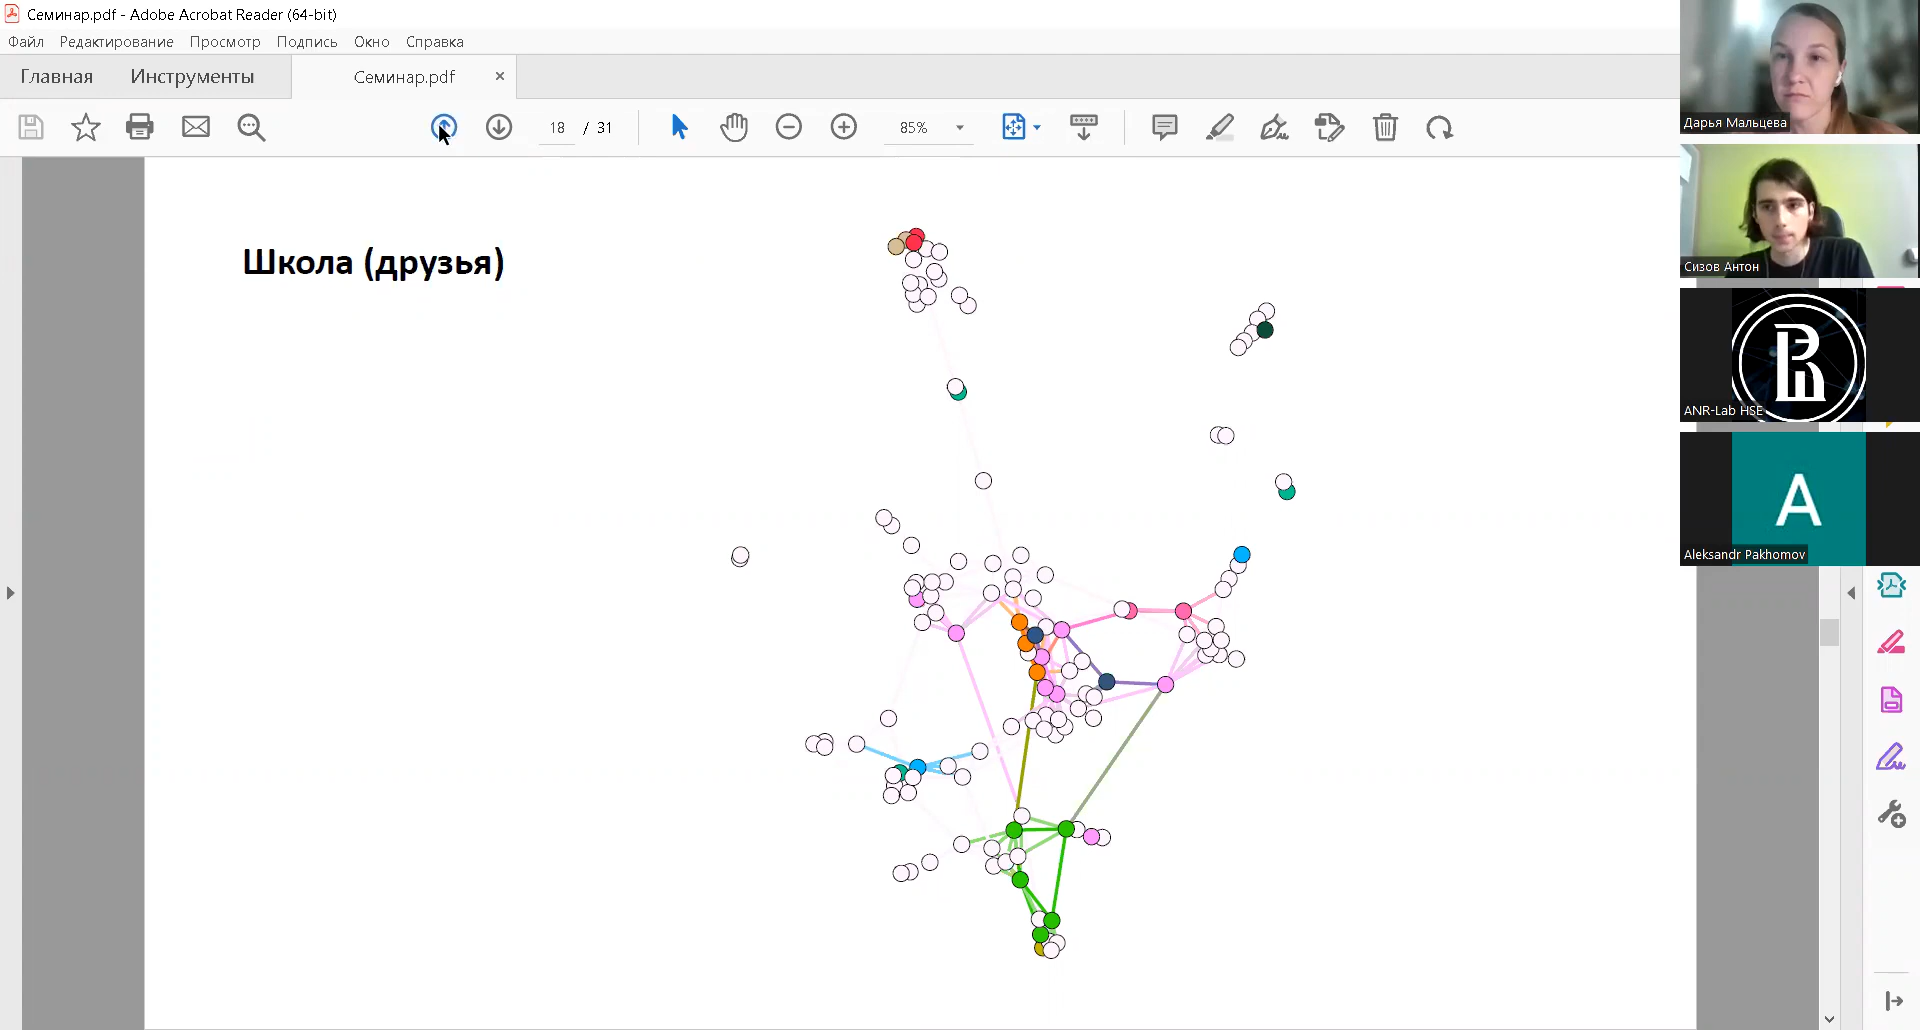 Семинар.pdf - Adobe Acrobat Reader (64-bit)
Файл Редактирование Просмотр Подпись Окно Справка
Главная Инструменты Семинар.pdf ×
18 / 31 85%
Школа (друзья)
Дарья Мальцева
Сизов Антон
ANR-Lab HSE
A
Aleksandr Pakhomov